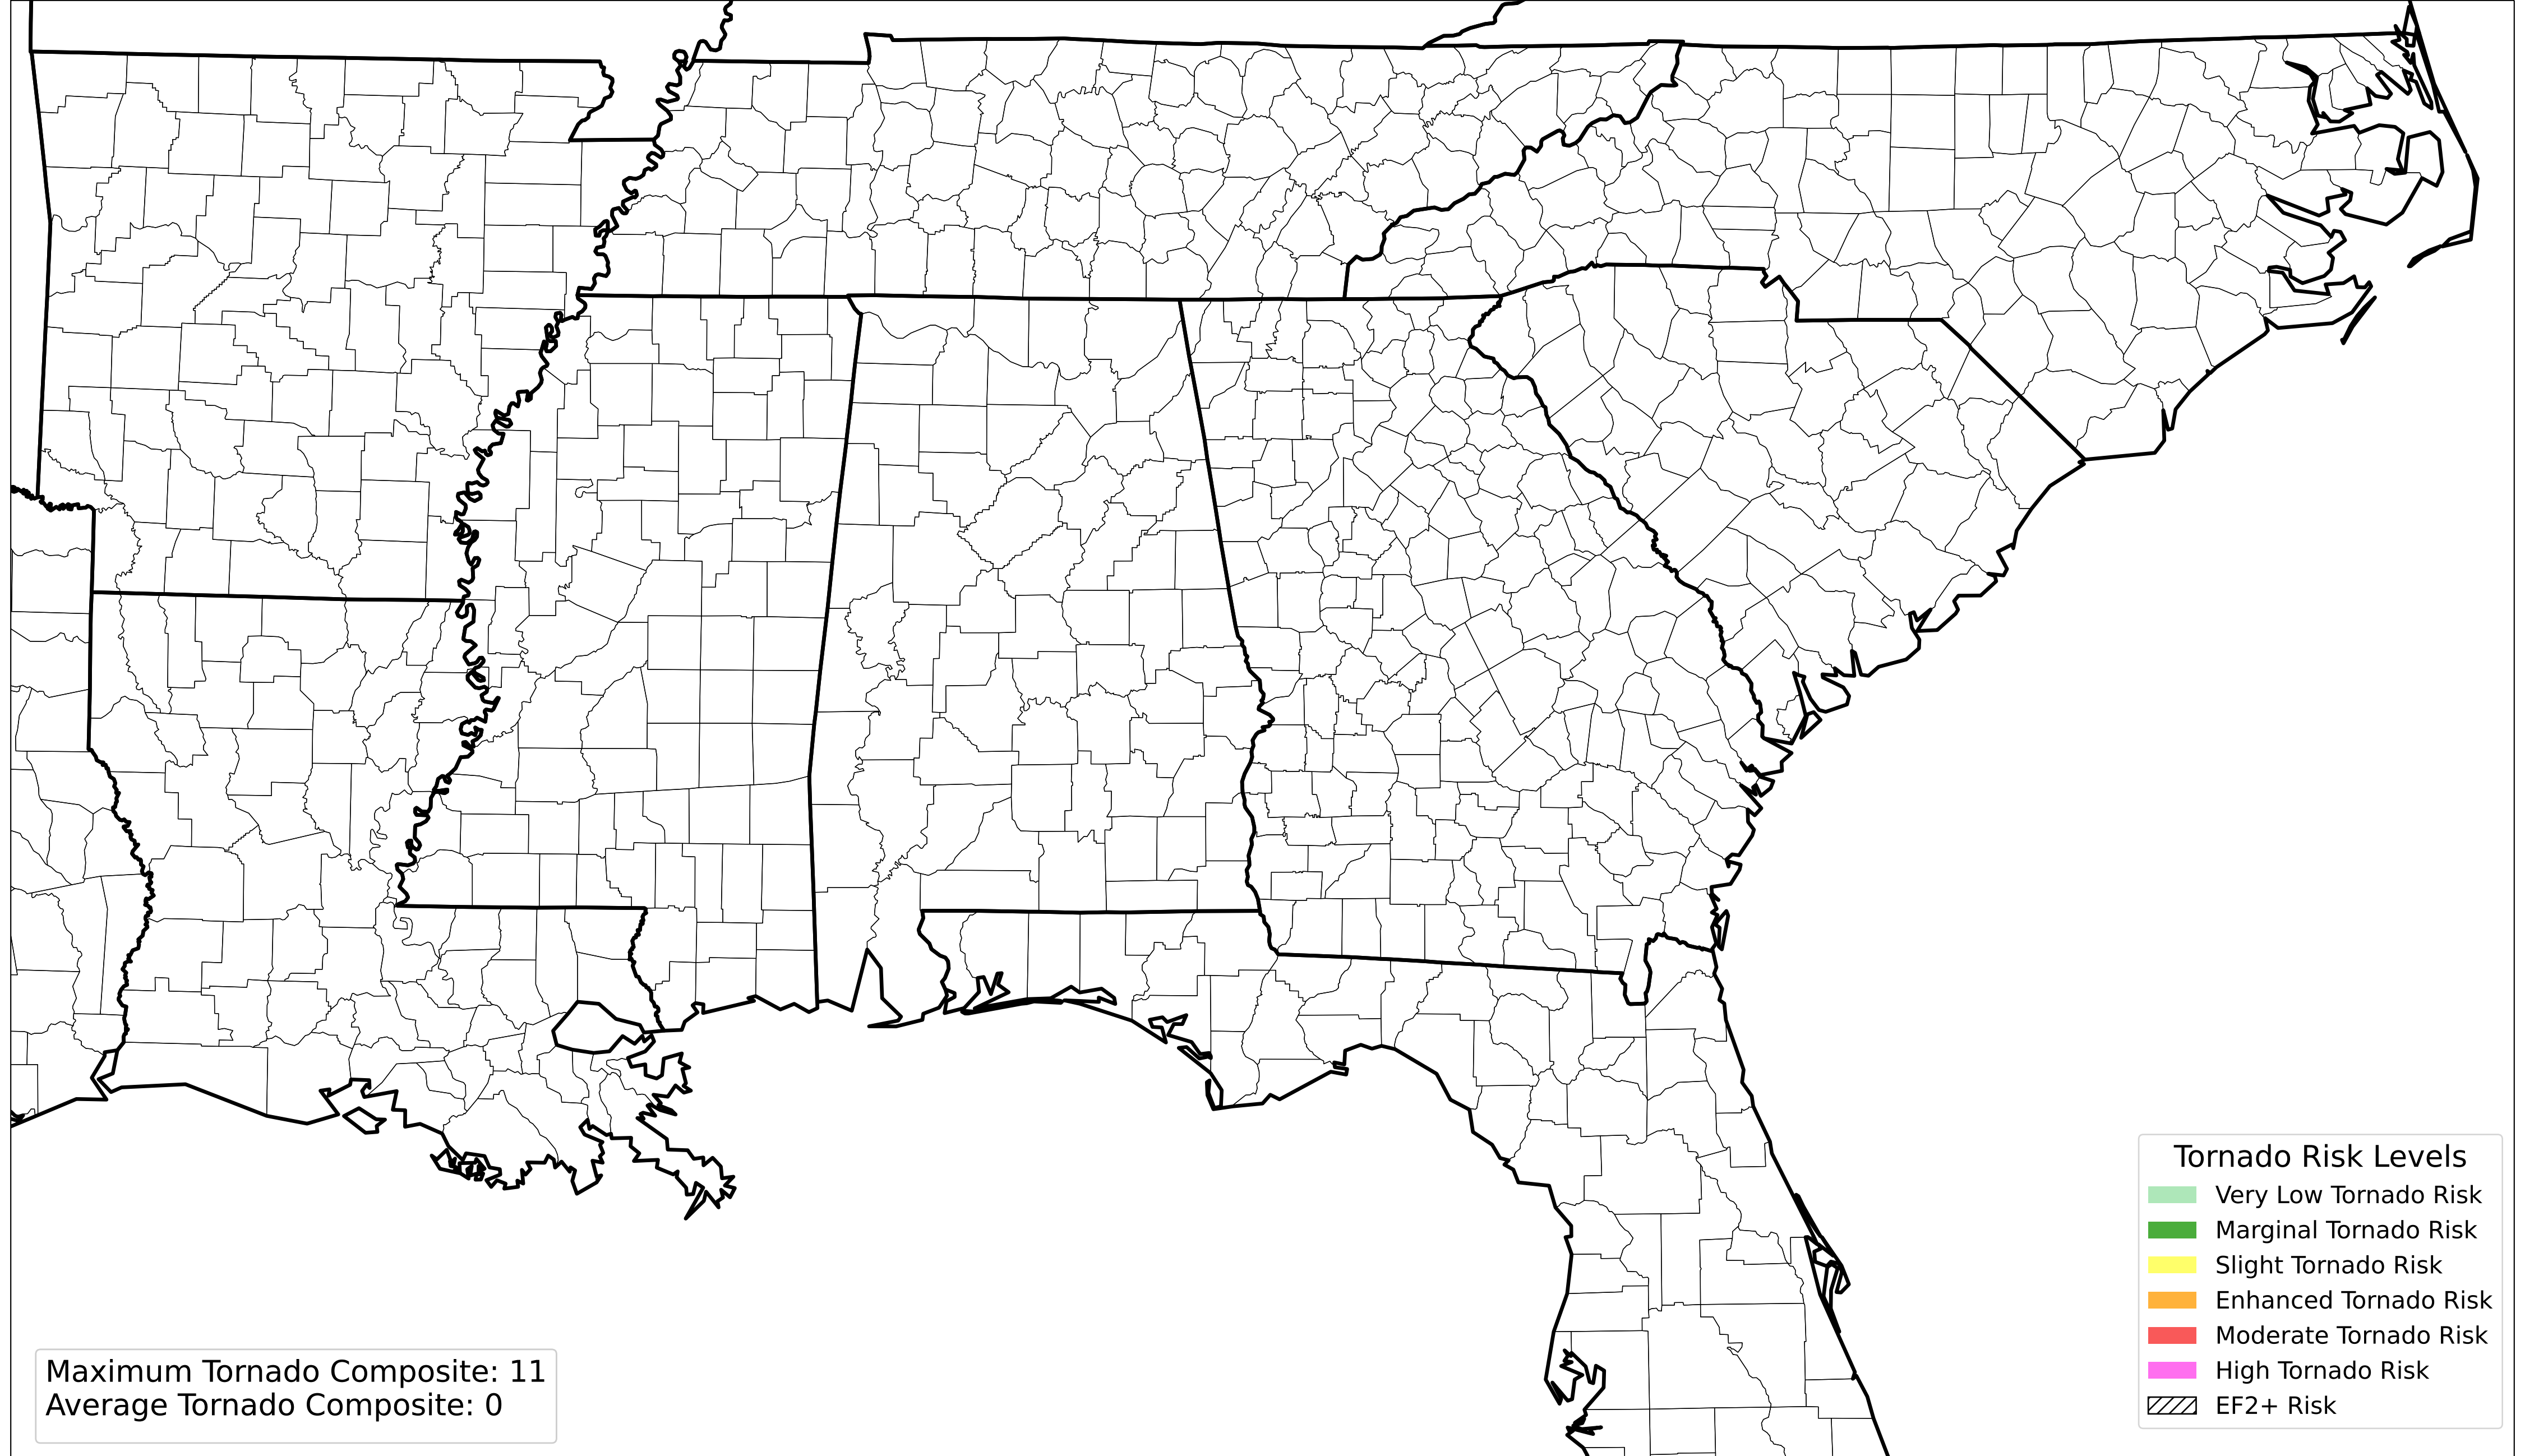 Tornado Risk Levels
Very Low Tornado Risk
Marginal Tornado Risk
Slight Tornado Risk
Enhanced Tornado Risk
Moderate Tornado Risk
High Tornado Risk
EF2+ Risk
Maximum Tornado Composite: 11
Average Tornado Composite: 0